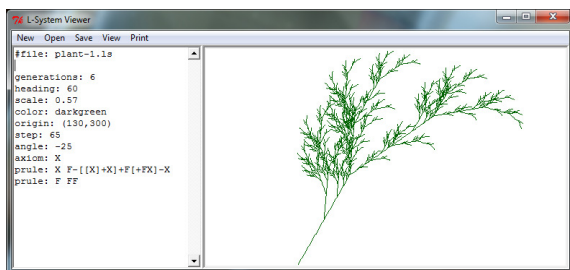 L-System Viewer
New Open Save View Print
#file: plant-1.ls
generations: 6
heading: 60
scale: 0.57
color: darkgreen
origin: (130,300)
step: 65
angle: -25
axiom: X
prule: X F-[[X]+X]+F[+FX]-X
prule: F FF